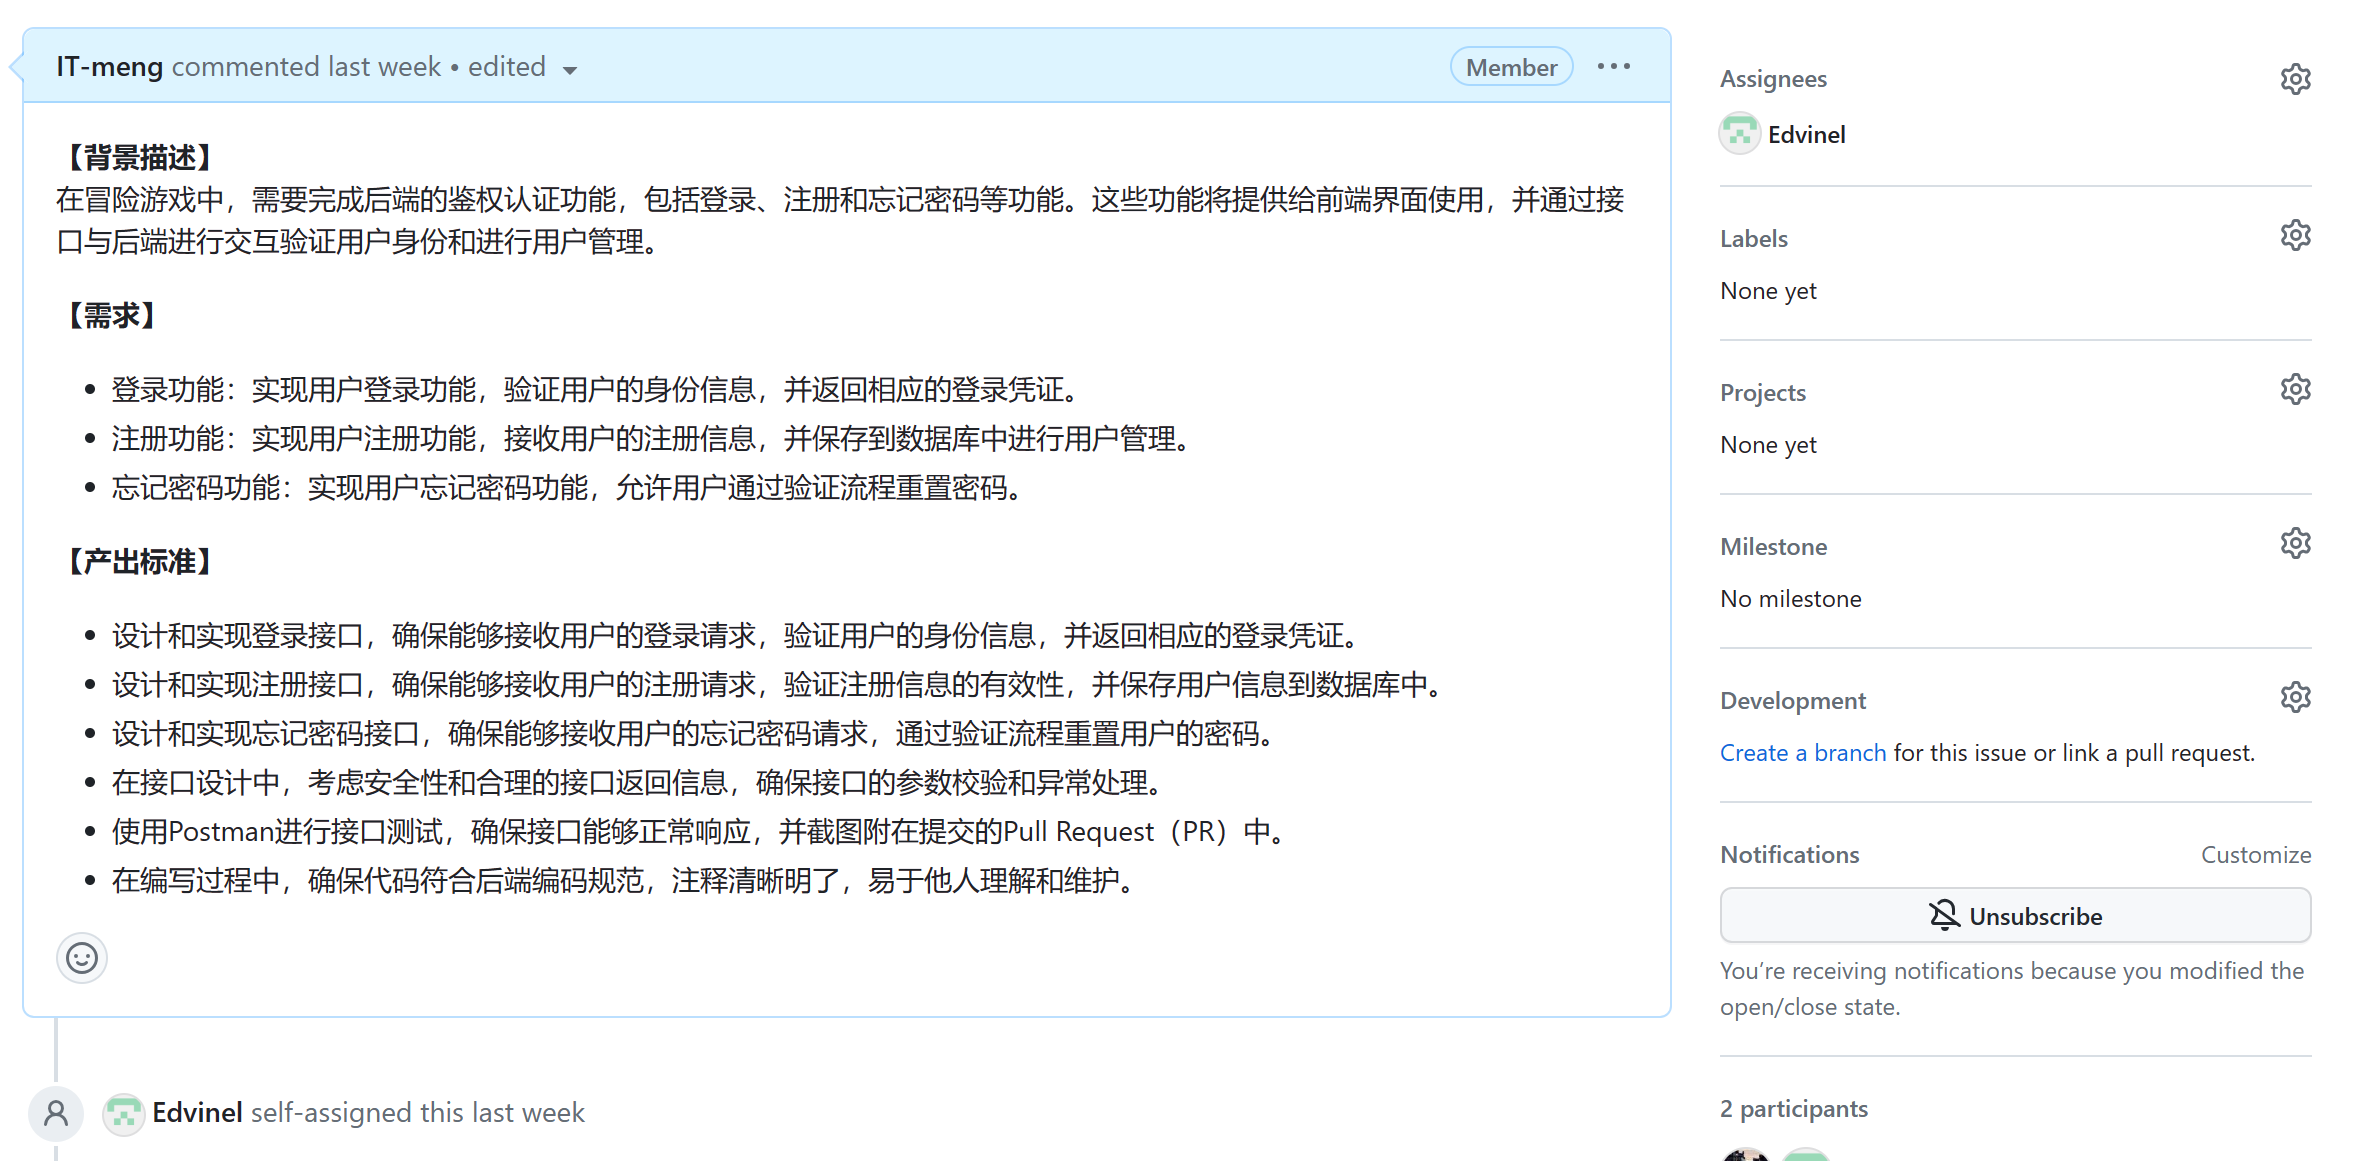 IT-meng commented last week • edited
Member
【背景描述】
在冒险游戏中，需要完成后端的鉴权认证功能，包括登录、注册和忘记密码等功能。这些功能将提供给前端界面使用，并通过接
口与后端进行交互验证用户身份和进行用户管理。
【需求】
• 登录功能：实现用户登录功能，验证用户的身份信息，并返回相应的登录凭证。
• 注册功能：实现用户注册功能，接收用户的注册信息，并保存到数据库中进行用户管理。
• 忘记密码功能：实现用户忘记密码功能，允许用户通过验证流程重置密码。
【产出标准】
• 设计和实现登录接口，确保能够接收用户的登录请求，验证用户的身份信息，并返回相应的登录凭证。
• 设计和实现注册接口，确保能够接收用户的注册请求，验证注册信息的有效性，并保存用户信息到数据库中。
• 设计和实现忘记密码接口，确保能够接收用户的忘记密码请求，通过验证流程重置用户的密码。
• 在接口设计中，考虑安全性和合理的接口返回信息，确保接口的参数校验和异常处理。
• 使用Postman进行接口测试，确保接口能够正常响应，并截图附在提交的Pull Request（PR）中。
• 在编写过程中，确保代码符合后端编码规范，注释清晰明了，易于他人理解和维护。
Edvinel self-assigned this last week
Assignees
Edvinel
Labels
None yet
Projects
None yet
Milestone
No milestone
Development
Create a branch for this issue or link a pull request.
Notifications
Customize
Unsubscribe
You’re receiving notifications because you modified the
open/close state.
2 participants